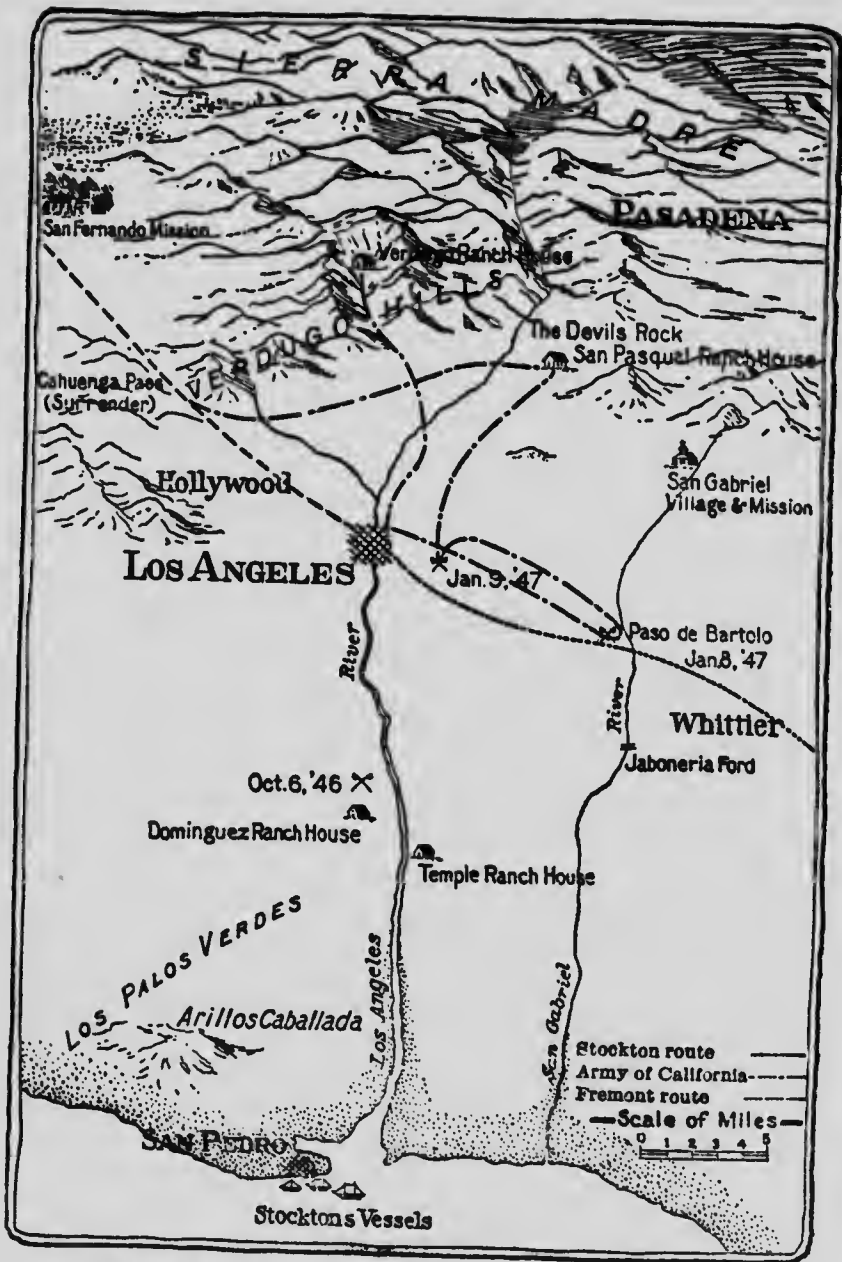 SIERRA MADRE
PASADENA
San Fernando Mission
Verdugo Ranch House
VERDUGO HILLS
The Devils Rock
San Pasqual Ranch House
Cahuenga Pass
(Surrender)
Hollywood
San Gabriel
Village & Mission
LOS ANGELES
Jan. 9, '47
Paso de Bartolo
Jan. 8, '47
River
River
Whittier
Jaboneria Ford
Oct. 6, '46
Dominguez Ranch House
Temple Ranch House
LOS PALOS VERDES
Arillos Caballada
Los Angeles
San Gabriel
Stockton route
Army of California
Fremont route
Scale of Miles
0 1 2 3 4 5
SAN PEDRO
Stocktons Vessels